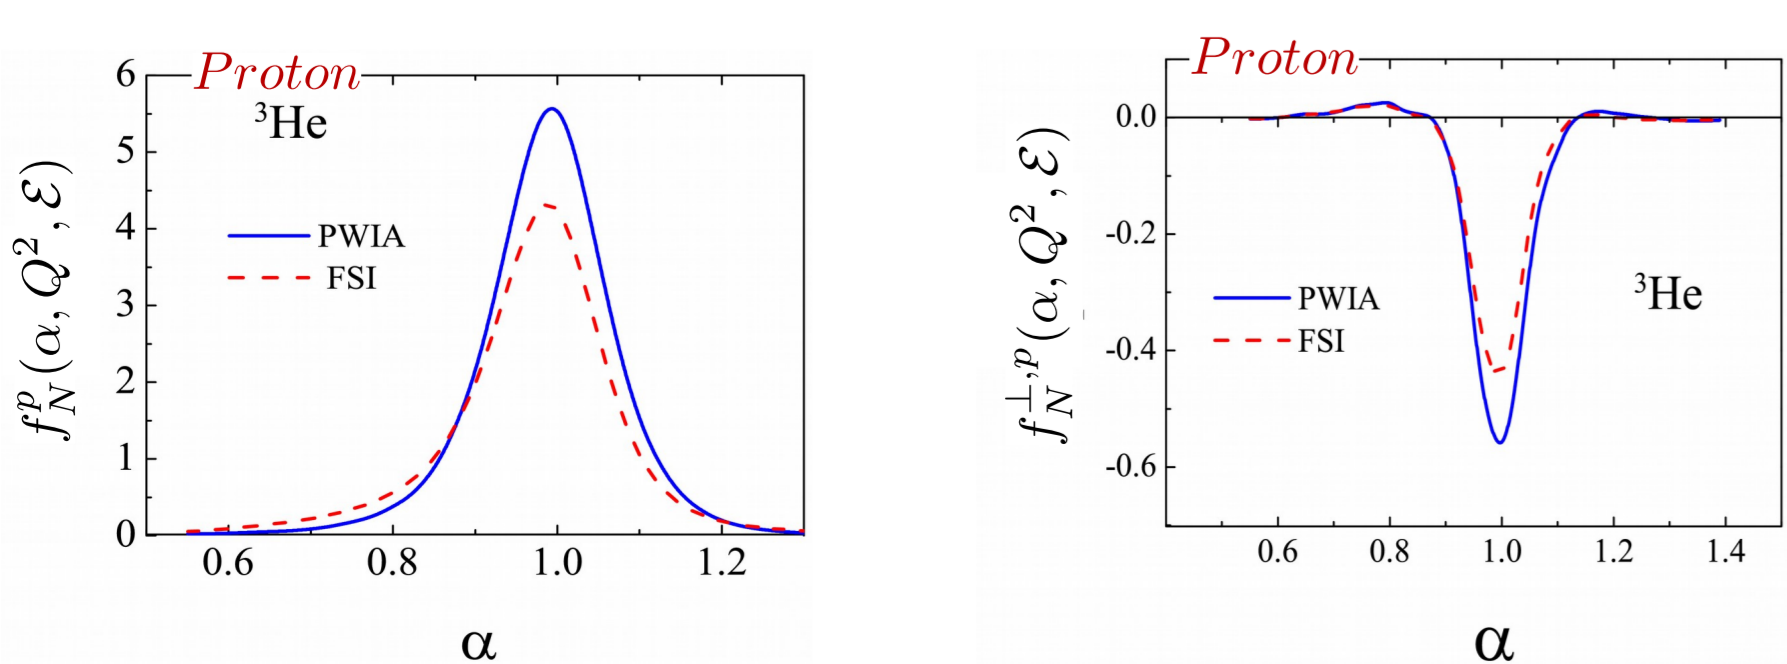 Proton
³He
6
5
4
3
2
1
0
PWIA
FSI
0.6 0.8 1.0 1.2
α
f_N^p(α, Q², ℰ)
Proton
0.0
-0.2
-0.4
-0.6
³He
PWIA
FSI
0.6 0.8 1.0 1.2 1.4
α
f_N^{⊥,p}(α, Q², ℰ)